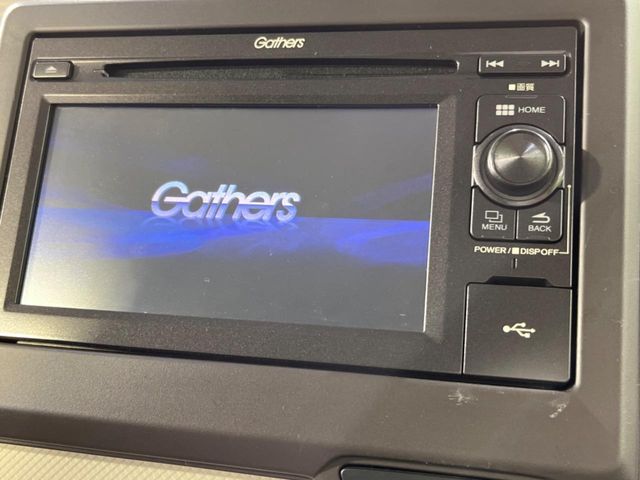 Gathers
■画質
HOME
Gathers
MENU
BACK
POWER/■DISP OFF